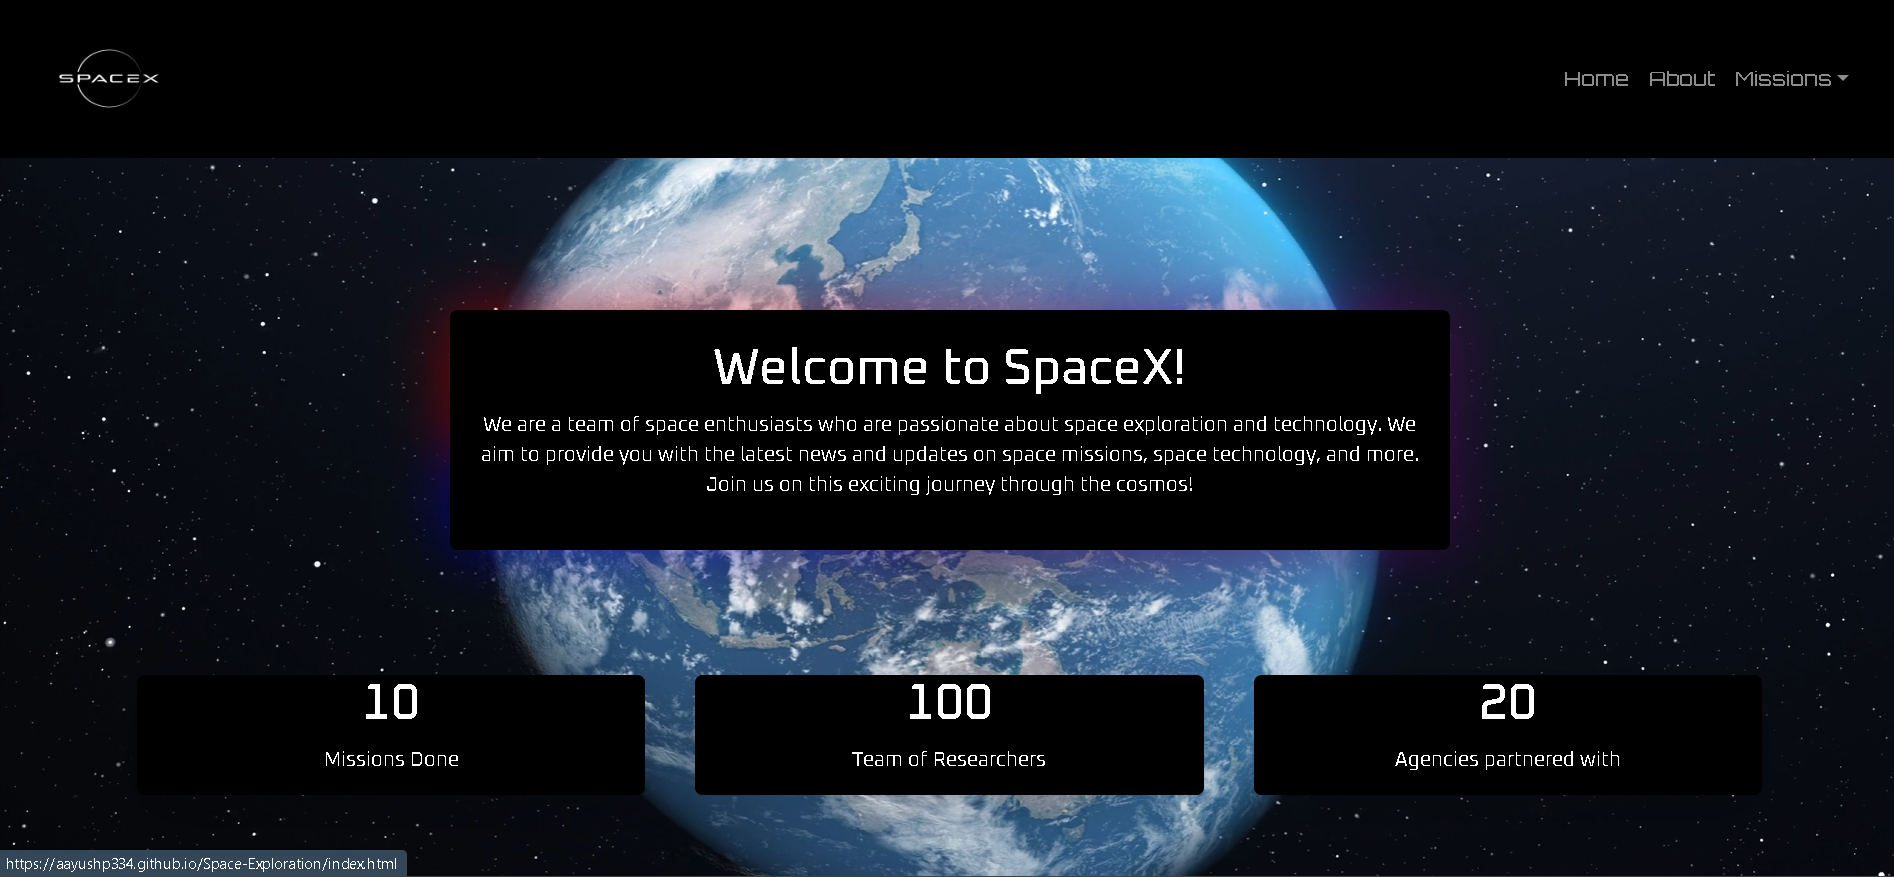 SPACEX
Home About Missions
Welcome to SpaceX!
We are a team of space enthusiasts who are passionate about space exploration and technology. We
aim to provide you with the latest news and updates on space missions, space technology, and more.
Join us on this exciting journey through the cosmos!
10
Missions Done
100
Team of Researchers
20
Agencies partnered with
https://aayushp334.github.io/Space-Exploration/index.html